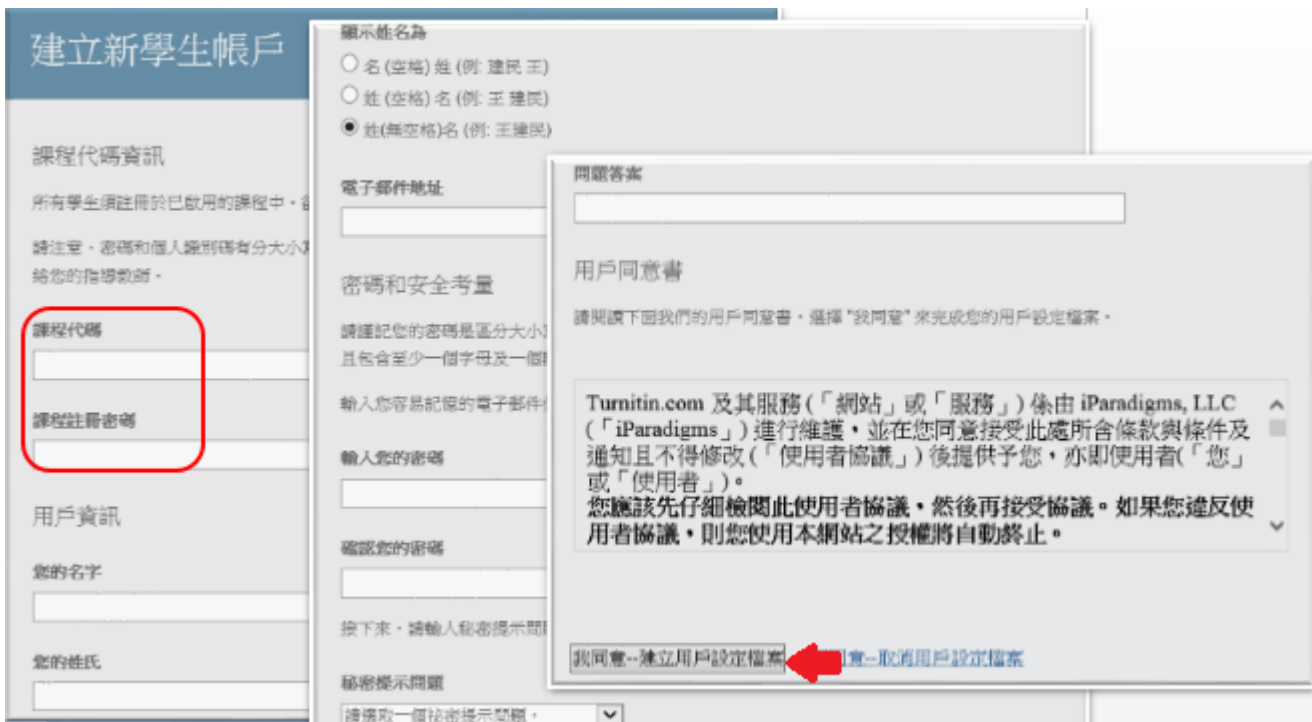 建立新學生帳戶
課程代碼資訊
所有學生須註冊於已啟用的課程中。
請注意，密碼和個人識別碼有分大小
給您的指導教師。
課程代碼
課程註冊密碼
用戶資訊
您的名字
您的姓氏
顯示姓名為
名 (空格) 姓 (例: 建民 王)
姓 (空格) 名 (例: 王 建民)
姓(無空格)名 (例: 王建民)
電子郵件地址
密碼和安全考量
請謹記您的密碼是區分大小
且包含至少一個字母及一個
輸入您容易記憶的電子郵件
輸入您的密碼
確認您的密碼
接下來，請輸入秘密提示問
秘密提示問題
請選取一個祕密提示問題。
問題答案
用戶同意書
請閱讀下面我們的用戶同意書。選擇 "我同意" 來完成您的用戶設定檔案。
Turnitin.com 及其服務 (「網站」或「服務」) 係由 iParadigms, LLC
(「iParadigms」) 進行維護，並在您同意接受此處所含條款與條件及
通知且不得修改 (「使用者協議」) 後提供予您，亦即使用者(「您」
或「使用者」)。
您應該先仔細檢閱此使用者協議，然後再接受協議。如果您違反使
用者協議，則您使用本網站之授權將自動終止。
我同意--建立用戶設定檔案
同意--取消用戶設定檔案